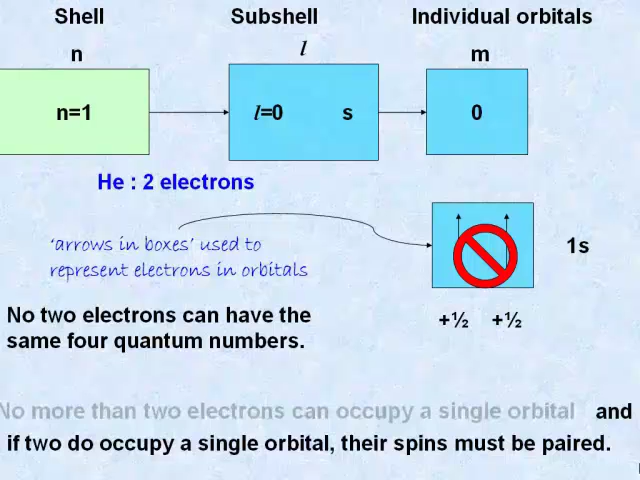 Shell Subshell Individual orbitals
n l m
n=1 l=0 s 0
He : 2 electrons
'arrows in boxes' used to
represent electrons in orbitals
1s
No two electrons can have the
same four quantum numbers.
+½ +½
No more than two electrons can occupy a single orbital and
if two do occupy a single orbital, their spins must be paired.